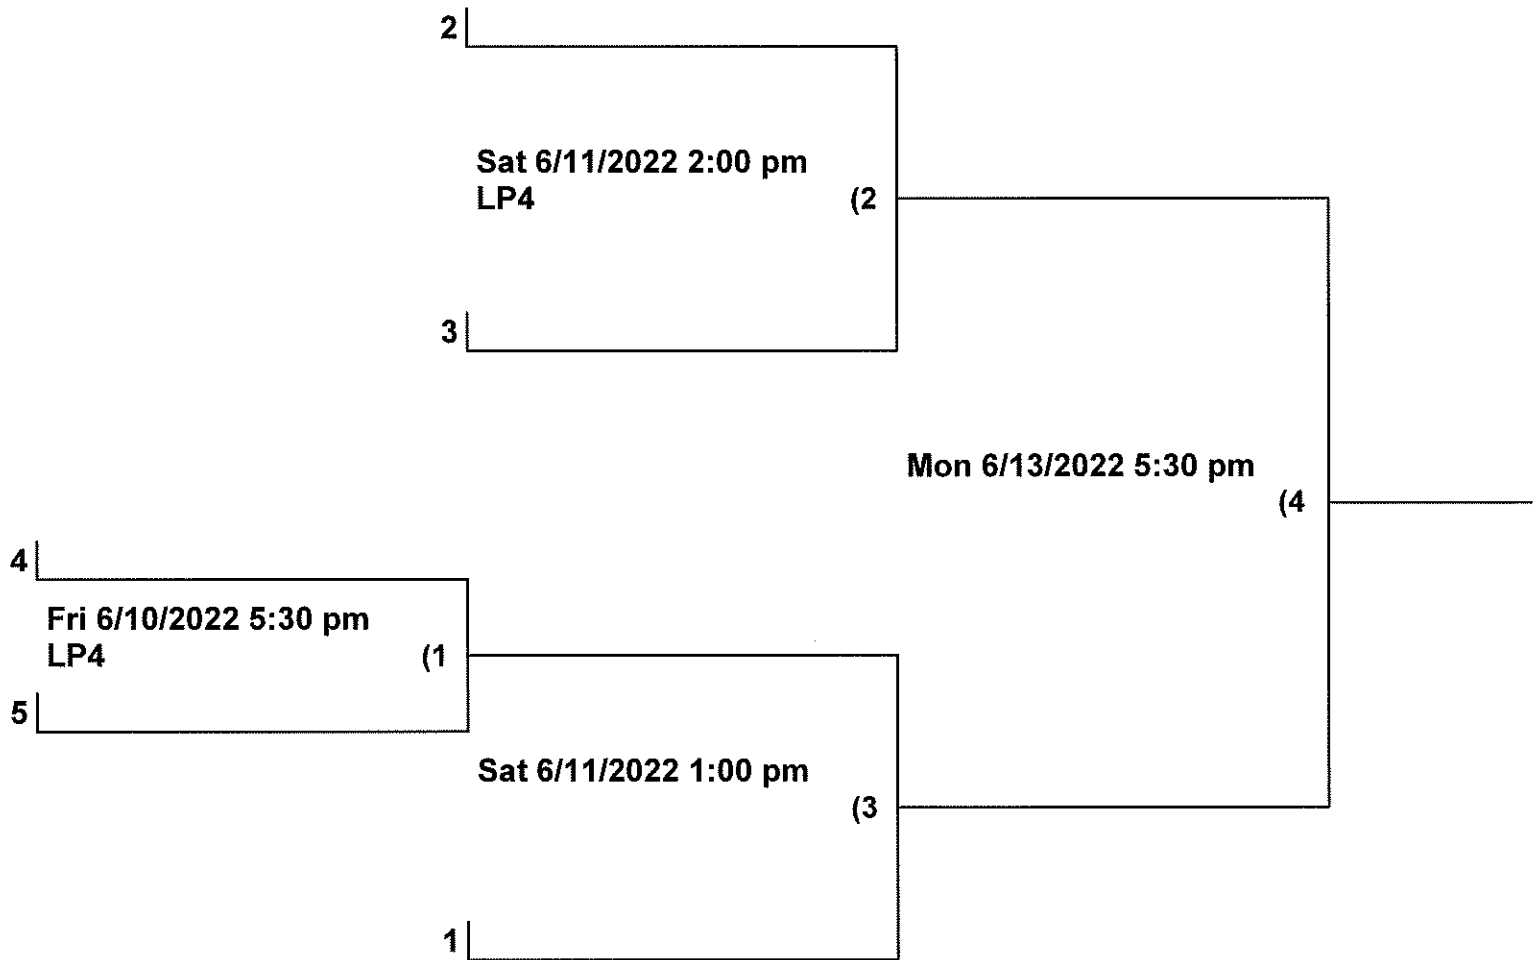 2
Sat 6/11/2022 2:00 pm
LP4 (2
3
Mon 6/13/2022 5:30 pm
(4
4
Fri 6/10/2022 5:30 pm
LP4 (1
5
Sat 6/11/2022 1:00 pm
(3
1